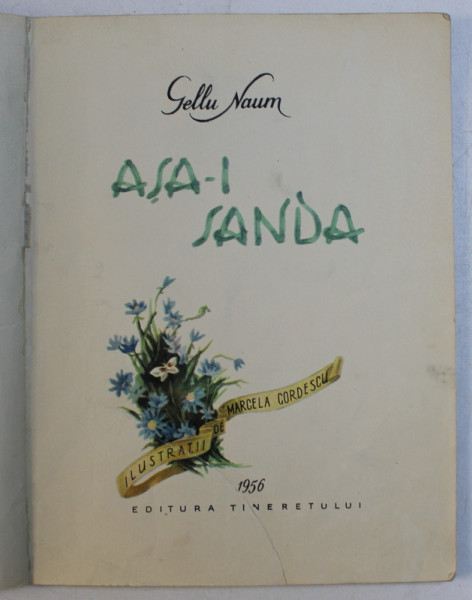 Gellu Naum
AȘA-I
SANDA
ILUSTRAȚII DE MARCELA CORDESCU
1956
EDITURA TINERETULUI